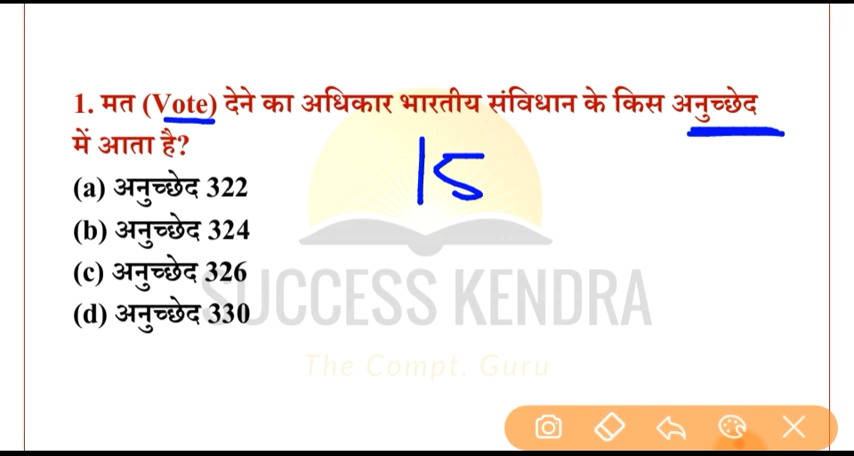 1. मत (Vote) देने का अधिकार भारतीय संविधान के किस अनुच्छेद
में आता है?
15
(a) अनुच्छेद 322
(b) अनुच्छेद 324
(c) अनुच्छेद 326
(d) अनुच्छेद 330
SUCCESS KENDRA
The Compt. Guru